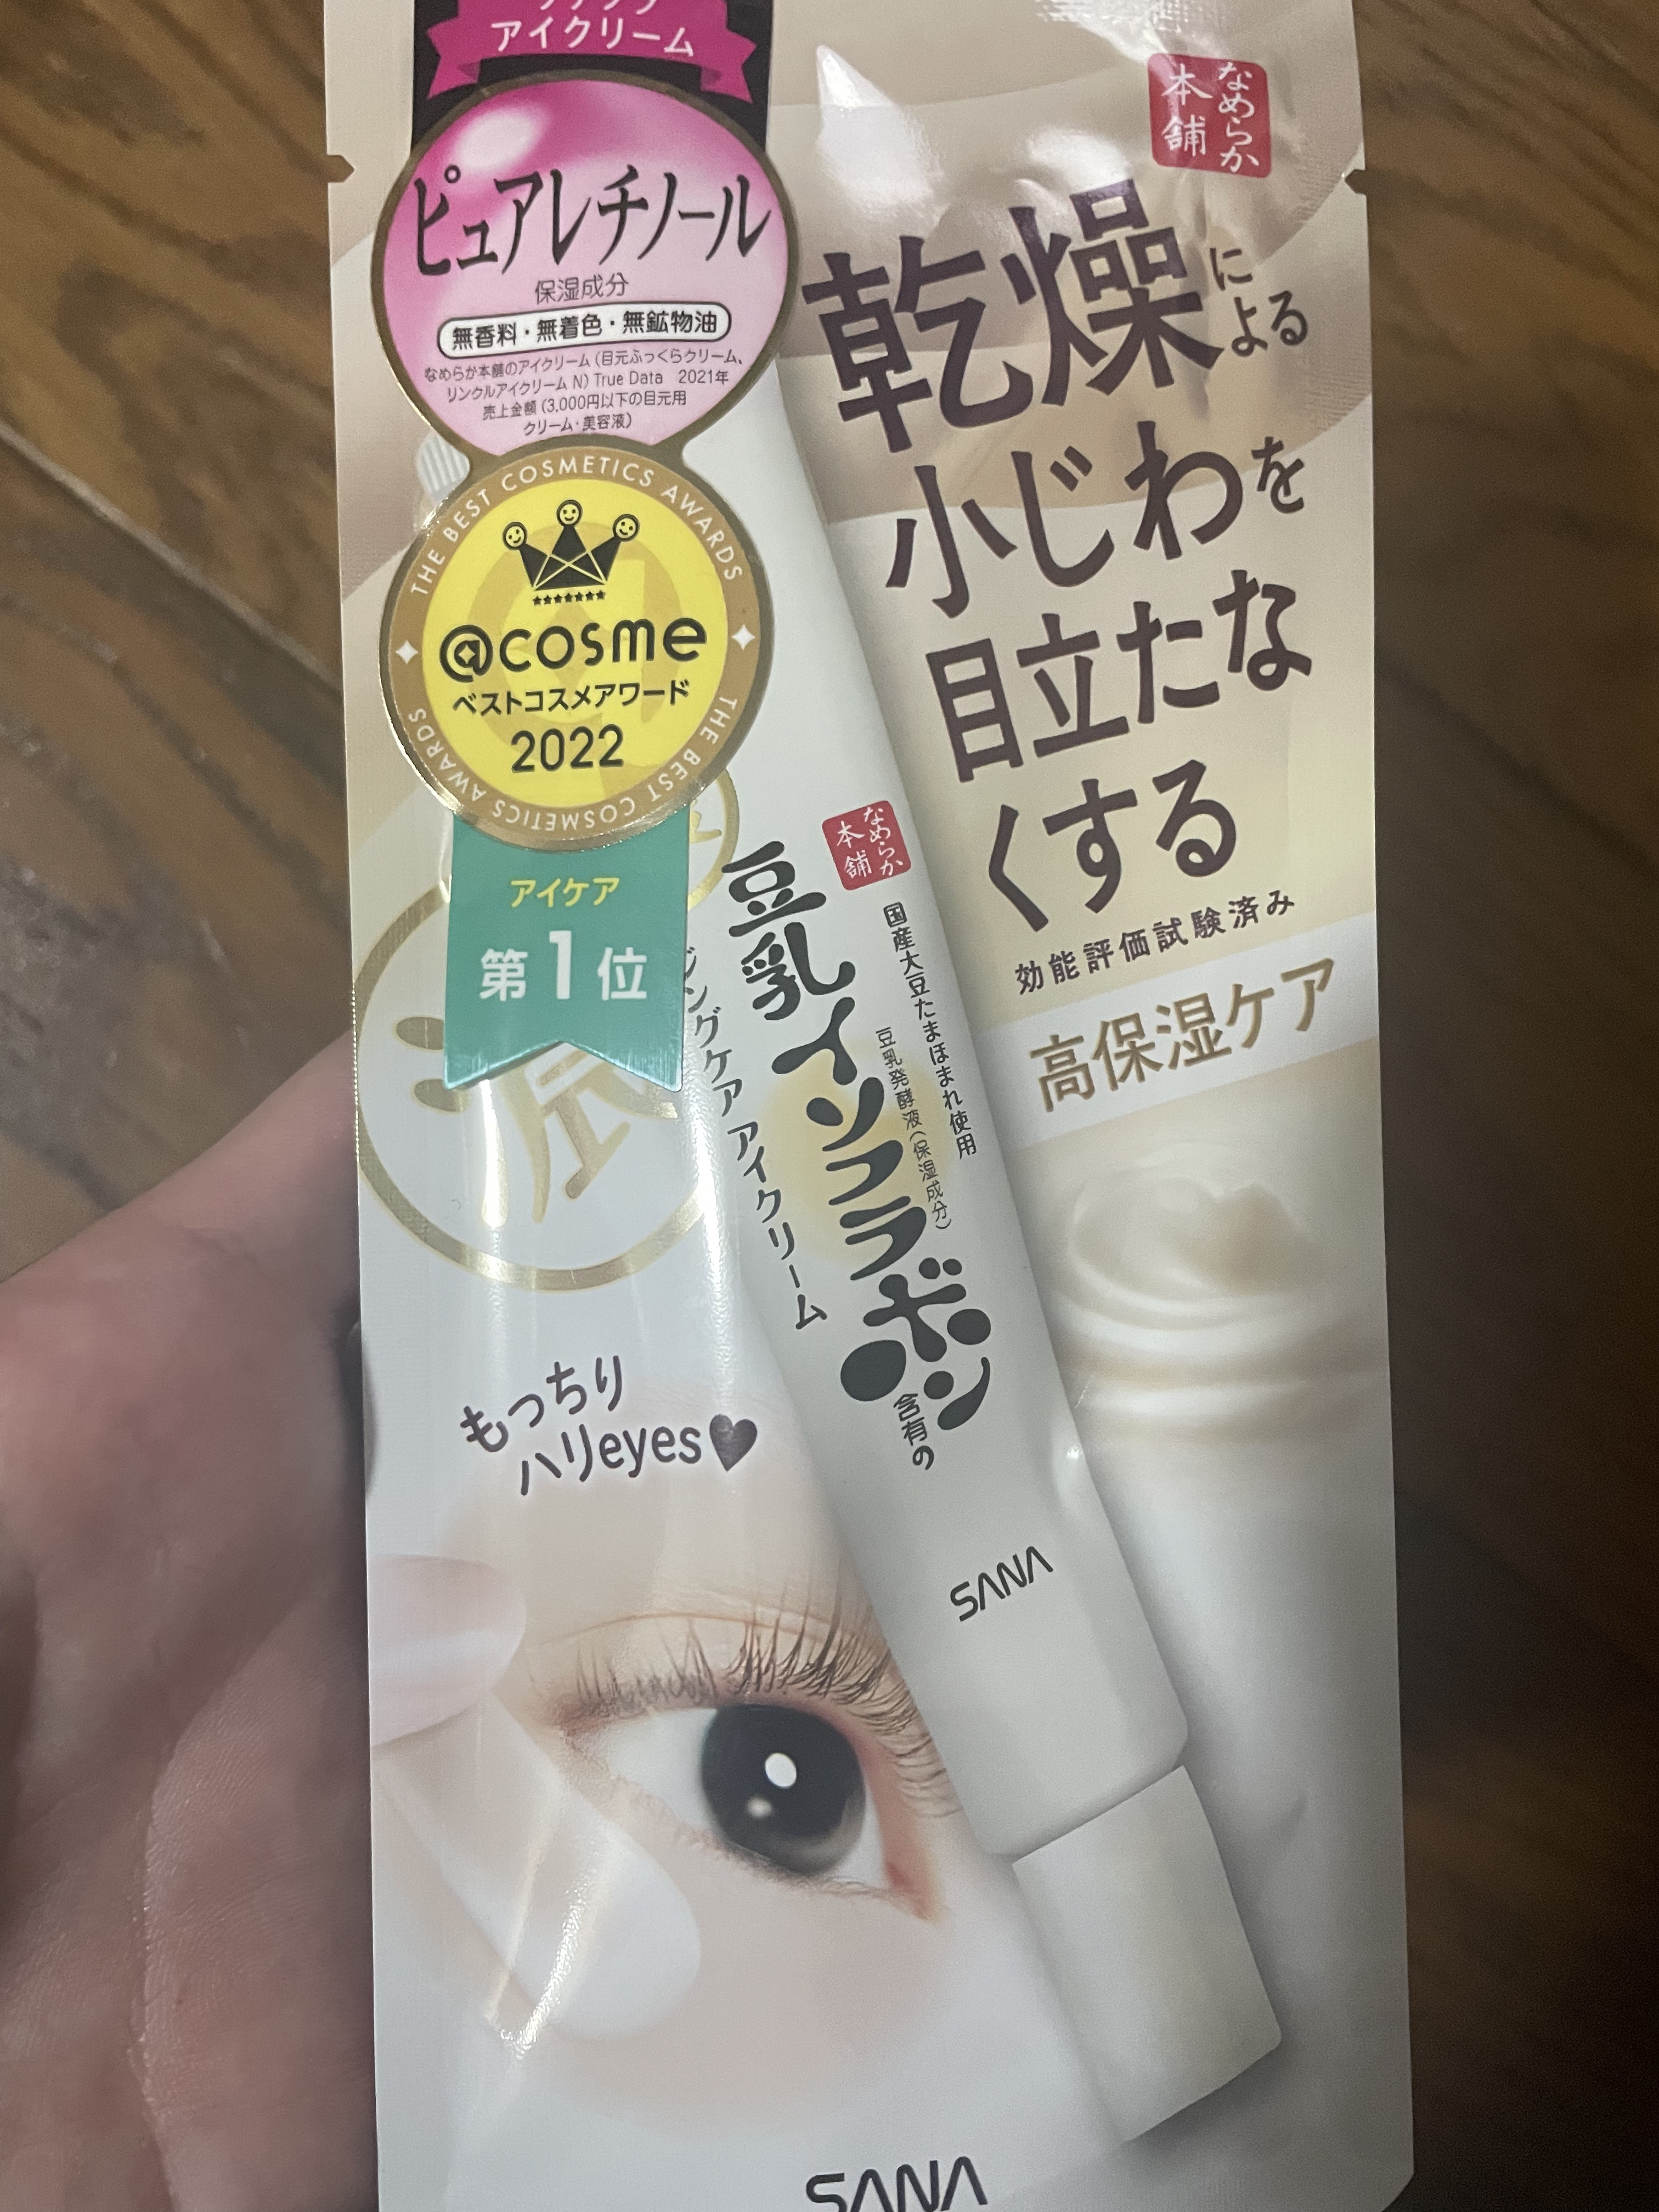 アイクリーム
ピュアレチノール
保湿成分
無香料・無着色・無鉱物油
なめらか本舗のアイクリーム (目元ふっくらクリーム、
リンクルアイクリーム N) True Data 2021年
売上金額 (3,000円以下の目元用
クリーム・美容液)
THE BEST COSMETICS AWARDS
@cosme
ベストコスメアワード
2022
THE BEST COSMETICS AWARDS
アイケア
第1位
なめらか
本舗
乾燥による
小じわを
目立たな
くする
効能評価試験済み
高保湿ケア
なめらか
本舗
国産大豆たまほまれ使用
豆乳発酵液(保湿成分)
豆乳イソフラボン含有の
ングケア アイクリーム
SANA
もっちり
ハリeyes♥
SANA